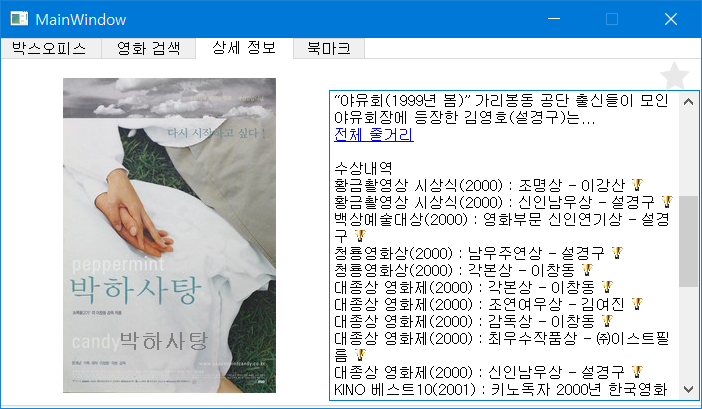 MainWindow
박스오피스 영화 검색 상세 정보 북마크
다시 시작하고 싶다 !
peppermint
박하사탕
candy박하사탕
“야유회(1999년 봄)” 가리봉동 공단 출신들이 모인
야유회장에 등장한 김영호(설경구)는...
전체 줄거리
수상내역
황금촬영상 시상식(2000) : 조명상 - 이강산 🏆
황금촬영상 시상식(2000) : 신인남우상 - 설경구 🏆
백상예술대상(2000) : 영화부문 신인연기상 - 설경
구 🏆
청룡영화상(2000) : 남우주연상 - 설경구 🏆
청룡영화상(2000) : 각본상 - 이창동 🏆
대종상 영화제(2000) : 각본상 - 이창동 🏆
대종상 영화제(2000) : 조연여우상 - 김여진 🏆
대종상 영화제(2000) : 감독상 - 이창동 🏆
대종상 영화제(2000) : 최우수작품상 - ㈜이스트필
름 🏆
대종상 영화제(2000) : 신인남우상 - 설경구 🏆
KINO 베스트10(2001) : 키노독자 2000년 한국영화